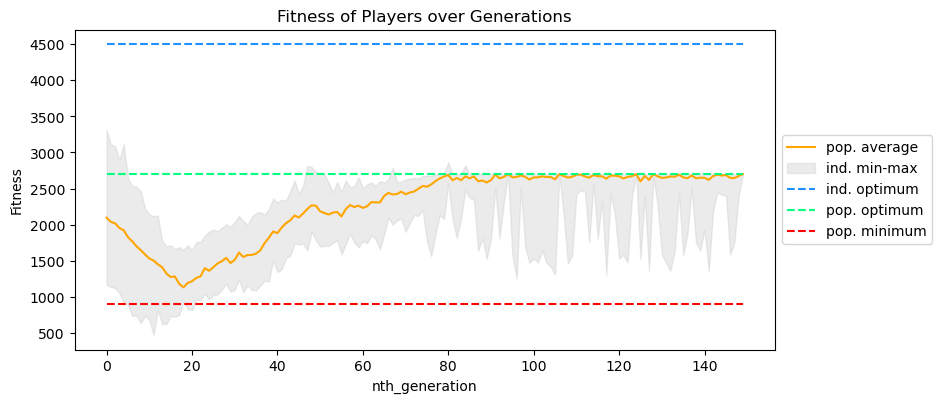 Fitness of Players over Generations
4500
4000
3500
3000
2500
2000
1500
1000
500
Fitness
0
20
40
60
80
100
120
140
nth_generation
pop. average
ind. min-max
ind. optimum
pop. optimum
pop. minimum